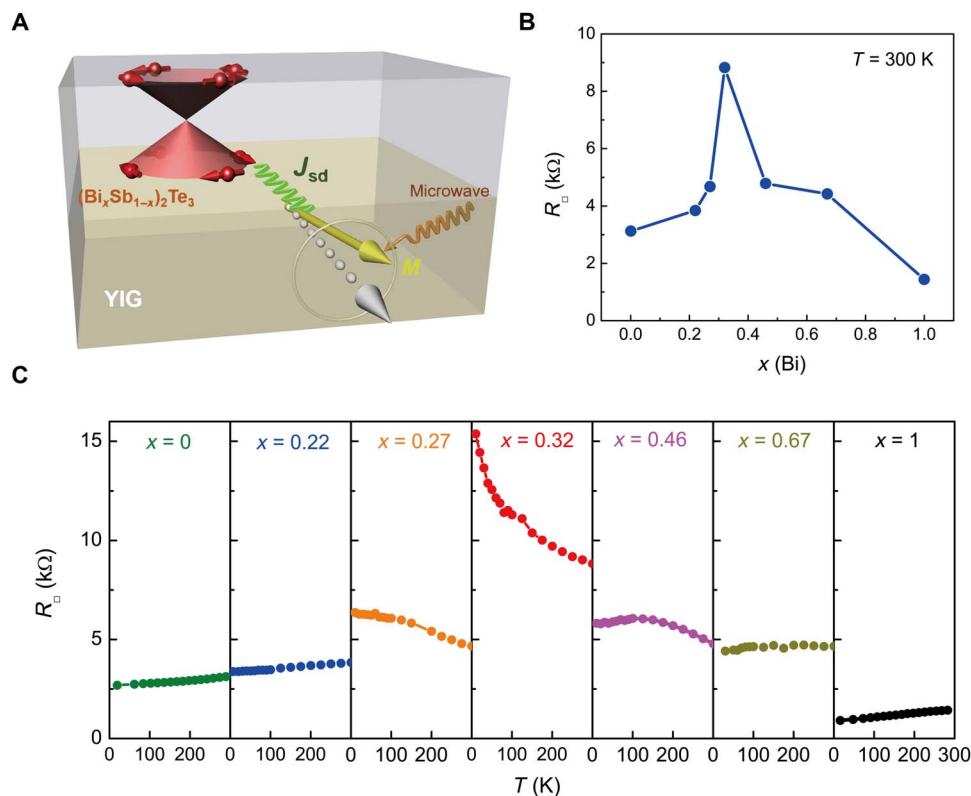 A
(BiₓSb₁₋ₓ)₂Te₃
J_sd
Microwave
M
YIG
B
T = 300 K
R□ (kΩ)
10
8
6
4
2
0
0.0 0.2 0.4 0.6 0.8 1.0
x (Bi)
C
x = 0 x = 0.22 x = 0.27 x = 0.32 x = 0.46 x = 0.67 x = 1
R□ (kΩ)
15
10
5
0
100 200 0 100 200 0 100 200 0 100 200 0 100 200 0 100 200 0 100 200 300
T (K)